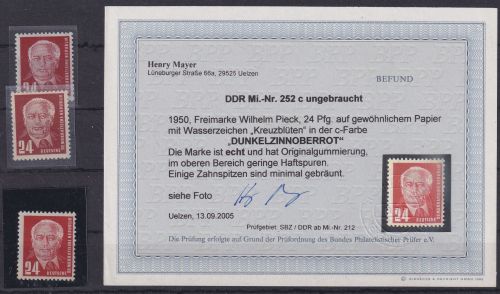 Henry Mayer
Lüneburger Straße 66a, 29525 Uelzen
BEFUND
DDR Mi.-Nr. 252 c ungebraucht
1950, Freimarke Wilhelm Pieck, 24 Pfg. auf gewöhnlichem Papier
mit Wasserzeichen „Kreuzblüten" in der c-Farbe
„DUNKELZINNOBERROT"
Die Marke ist echt und hat Originalgummierung,
im oberen Bereich geringe Haftspuren.
Einige Zahnspitzen sind minimal gebräunt.
siehe Foto
Uelzen, 13.09.2005
Prüfgebiet: SBZ / DDR ab Mi.-Nr. 212
Die Prüfung erfolgt auf Grund der Prüfordnung des Bundes Philatelistischer Prüfer e.V.
24
24
24